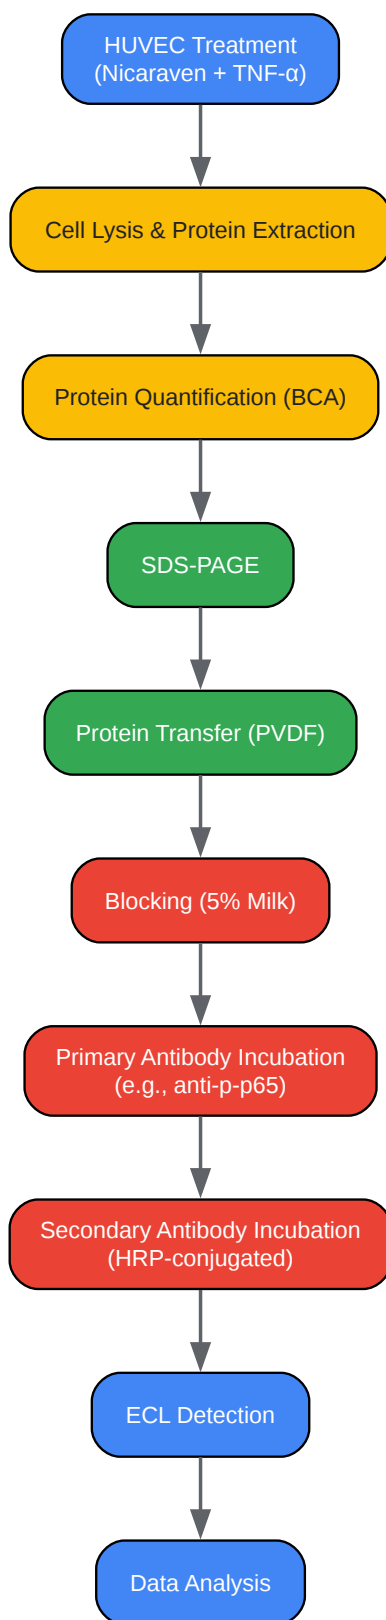 HUVEC Treatment
(Nicaraven + TNF-α)
Cell Lysis & Protein Extraction
Protein Quantification (BCA)
SDS-PAGE
Protein Transfer (PVDF)
Blocking (5% Milk)
Primary Antibody Incubation
(e.g., anti-p-p65)
Secondary Antibody Incubation
(HRP-conjugated)
ECL Detection
Data Analysis